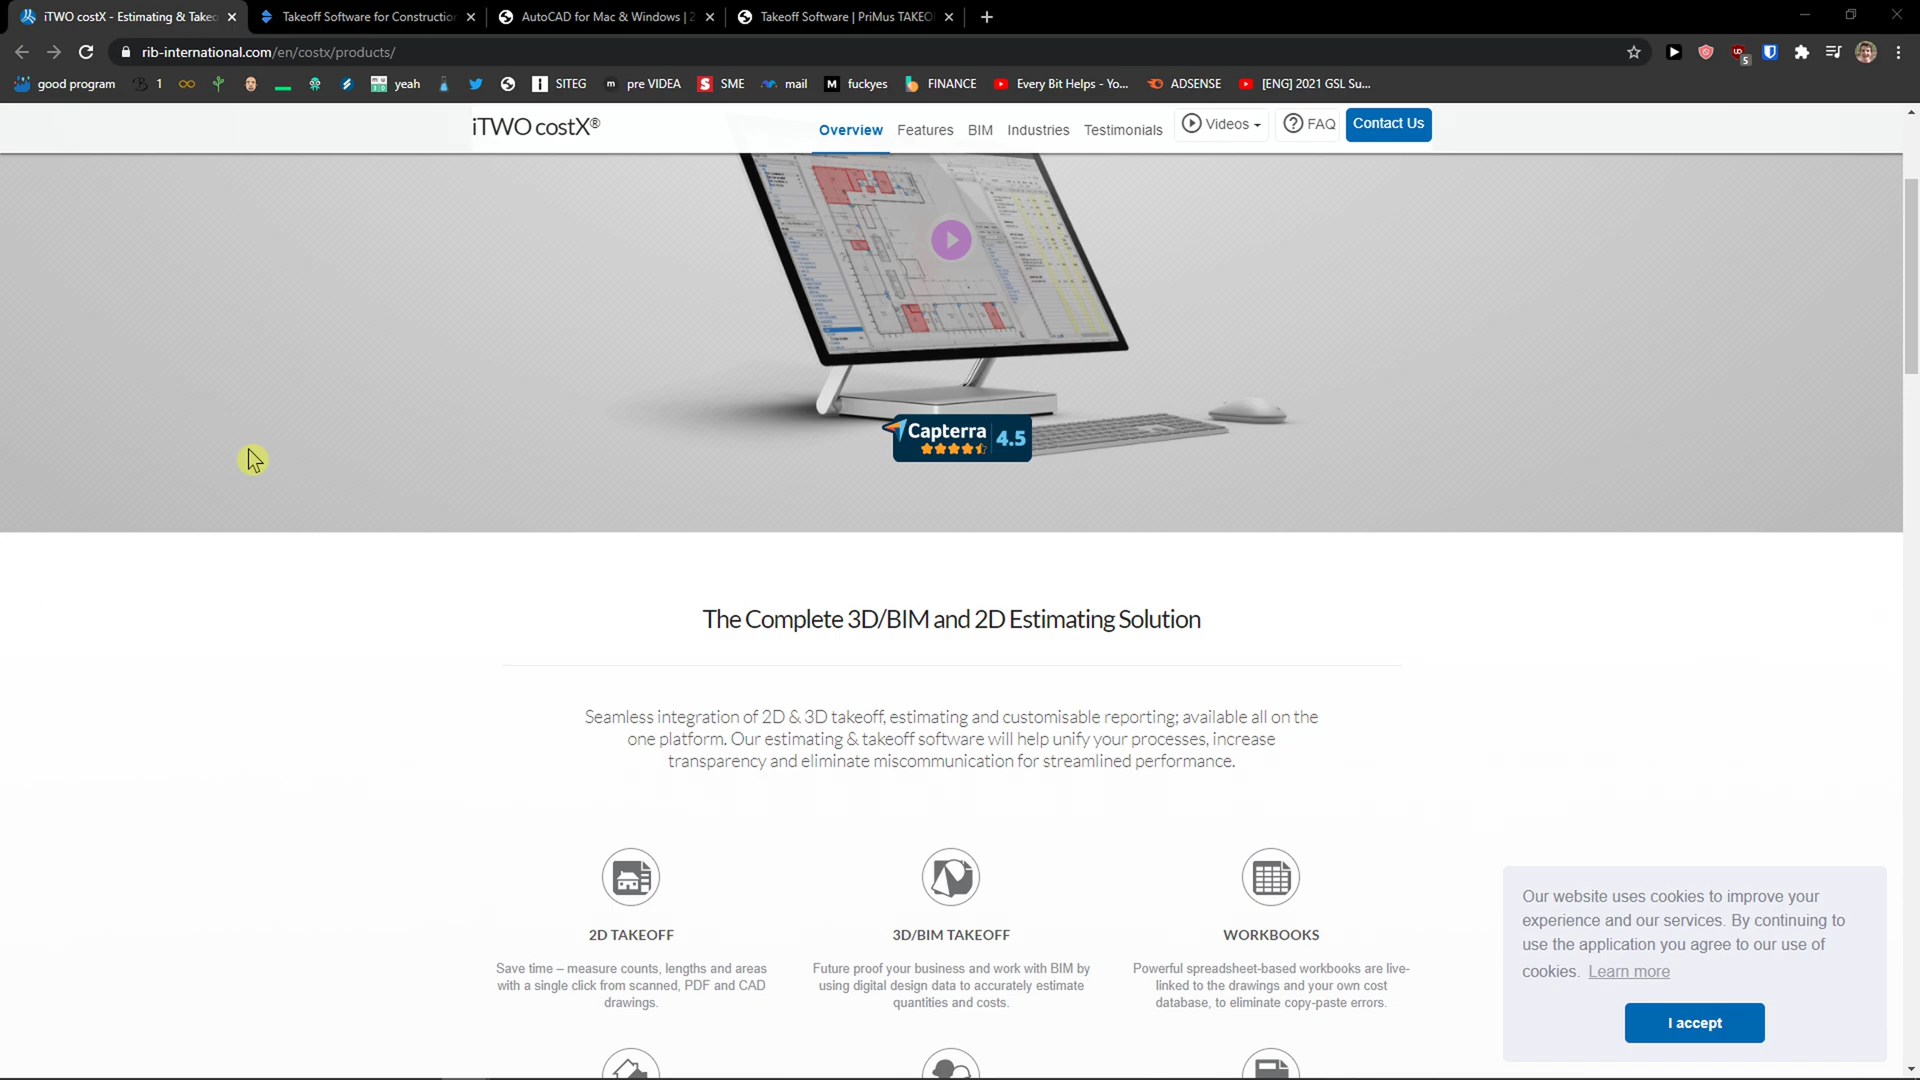 iTWO costX - Estimating & Takeo
Takeoff Software for Construction
AutoCAD for Mac & Windows | 2
Takeoff Software | PriMus TAKEO
rib-international.com/en/costx/products/
5
good program
1
yeah
SITEG
pre VIDEA
SME
mail
fuckyes
FINANCE
Every Bit Helps - Yo...
ADSENSE
[ENG] 2021 GSL Su...
iTWO costX®
Overview
Features
BIM
Industries
Testimonials
Videos
FAQ
Contact Us
Capterra 4.5
The Complete 3D/BIM and 2D Estimating Solution
Seamless integration of 2D & 3D takeoff, estimating and customisable reporting; available all on the
one platform. Our estimating & takeoff software will help unify your processes, increase
transparency and eliminate miscommunication for streamlined performance.
2D TAKEOFF
Save time – measure counts, lengths and areas
with a single click from scanned, PDF and CAD
drawings.
3D/BIM TAKEOFF
Future proof your business and work with BIM by
using digital design data to accurately estimate
quantities and costs.
WORKBOOKS
Powerful spreadsheet-based workbooks are live-
linked to the drawings and your own cost
database, to eliminate copy-paste errors.
Our website uses cookies to improve your
experience and our services. By continuing to
use the application you agree to our use of
cookies. Learn more
I accept